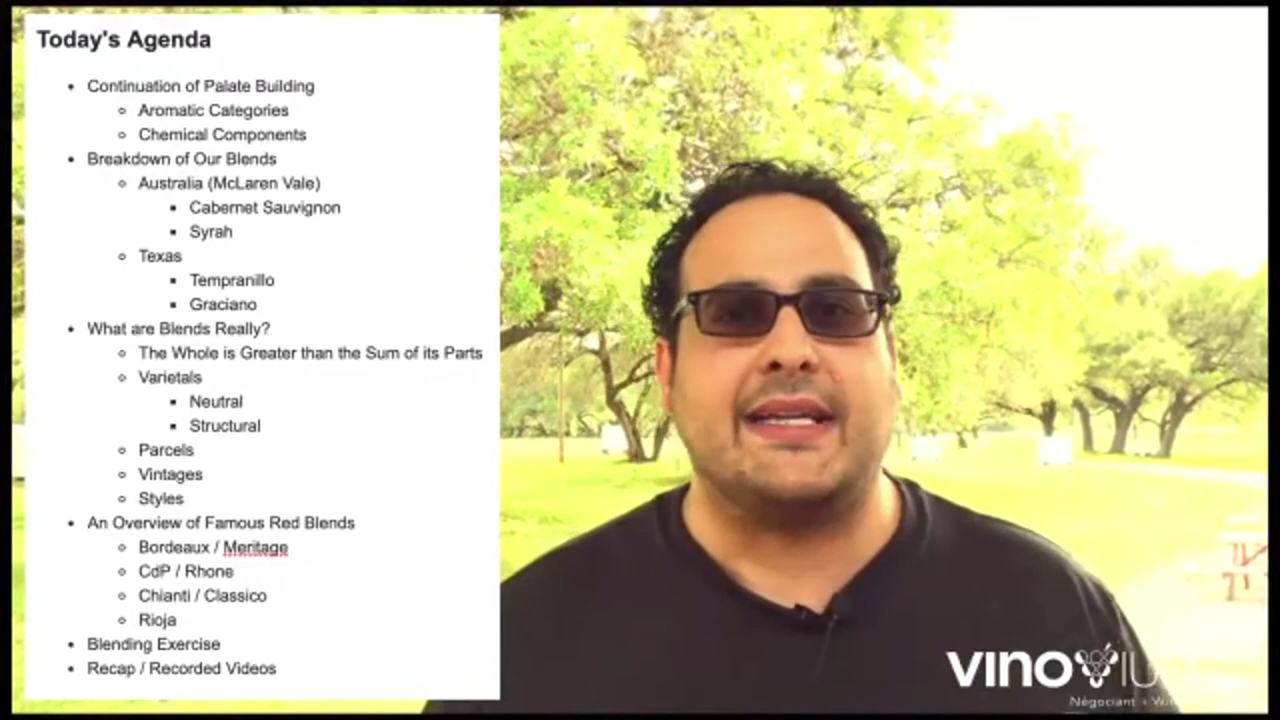 Today's Agenda
Continuation of Palate Building
Aromatic Categories
Chemical Components
Breakdown of Our Blends
Australia (McLaren Vale)
Cabernet Sauvignon
Syrah
Texas
Tempranillo
Graciano
What are Blends Really?
The Whole is Greater than the Sum of its Parts
Varietals
Neutral
Structural
Parcels
Vintages
Styles
An Overview of Famous Red Blends
Bordeaux / Meritage
CdP / Rhone
Chianti / Classico
Rioja
Blending Exercise
Recap / Recorded Videos
vino
Négociant +